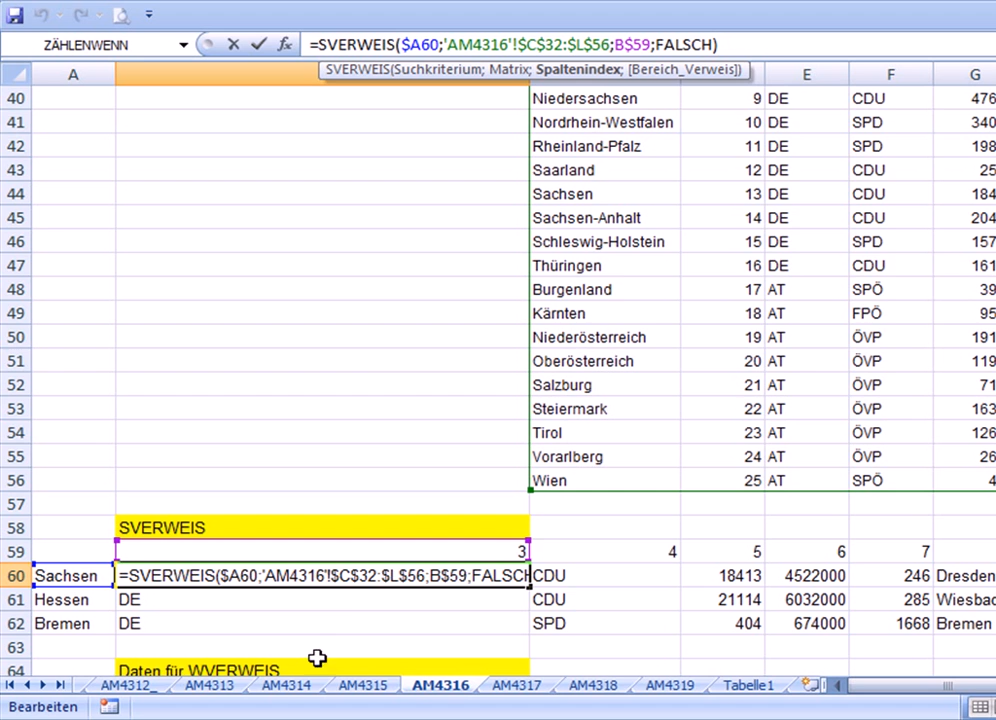 ZÄHLENWENN =SVERWEIS($A60;'AM4316'!$C$32:$L$56;B$59;FALSCH)
SVERWEIS(Suchkriterium; Matrix; Spaltenindex; [Bereich_Verweis])
A E F G
40 Niedersachsen 9 DE CDU 476
41 Nordrhein-Westfalen 10 DE SPD 340
42 Rheinland-Pfalz 11 DE SPD 198
43 Saarland 12 DE CDU 25
44 Sachsen 13 DE CDU 184
45 Sachsen-Anhalt 14 DE CDU 204
46 Schleswig-Holstein 15 DE SPD 157
47 Thüringen 16 DE CDU 161
48 Burgenland 17 AT SPÖ 39
49 Kärnten 18 AT FPÖ 95
50 Niederösterreich 19 AT ÖVP 191
51 Oberösterreich 20 AT ÖVP 119
52 Salzburg 21 AT ÖVP 71
53 Steiermark 22 AT ÖVP 163
54 Tirol 23 AT ÖVP 126
55 Vorarlberg 24 AT ÖVP 26
56 Wien 25 AT SPÖ 4
57
58 SVERWEIS
59 3 4 5 6 7
60 Sachsen =SVERWEIS($A60;'AM4316'!$C$32:$L$56;B$59;FALSCH CDU 18413 4522000 246 Dresden
61 Hessen DE CDU 21114 6032000 285 Wiesbad
62 Bremen DE SPD 404 674000 1668 Bremen
63
64 Daten für WVERWEIS
AM4312_ AM4313 AM4314 AM4315 AM4316 AM4317 AM4318 AM4319 Tabelle1
Bearbeiten